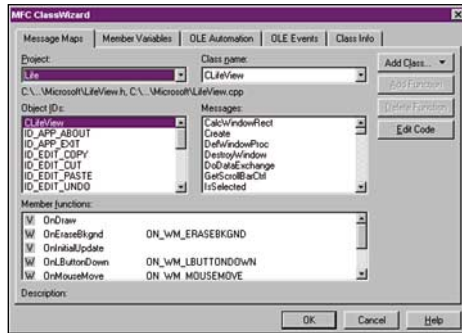 MFC ClassWizard
Message Maps
Member Variables
OLE Automation
OLE Events
Class Info
Project:
Life
Class name:
CLifeView
Add Class...
Add Function
Delete Function
Edit Code
C:\...\Microsoft\LifeView.h, C:\...\Microsoft\LifeView.cpp
Object IDs:
CLifeView
ID_APP_ABOUT
ID_APP_EXIT
ID_EDIT_COPY
ID_EDIT_CUT
ID_EDIT_PASTE
ID_EDIT_UNDO
Messages:
CalcWindowRect
Create
DefWindowProc
DestroyWindow
DoDataExchange
GetScrollBarCtrl
IsSelected
Member functions:
V OnDraw
W OnEraseBkgnd ON_WM_ERASEBKGND
V OnInitialUpdate
W OnLButtonDown ON_WM_LBUTTONDOWN
W OnMouseMove ON_WM_MOUSEMOVE
Description:
OK
Cancel
Help